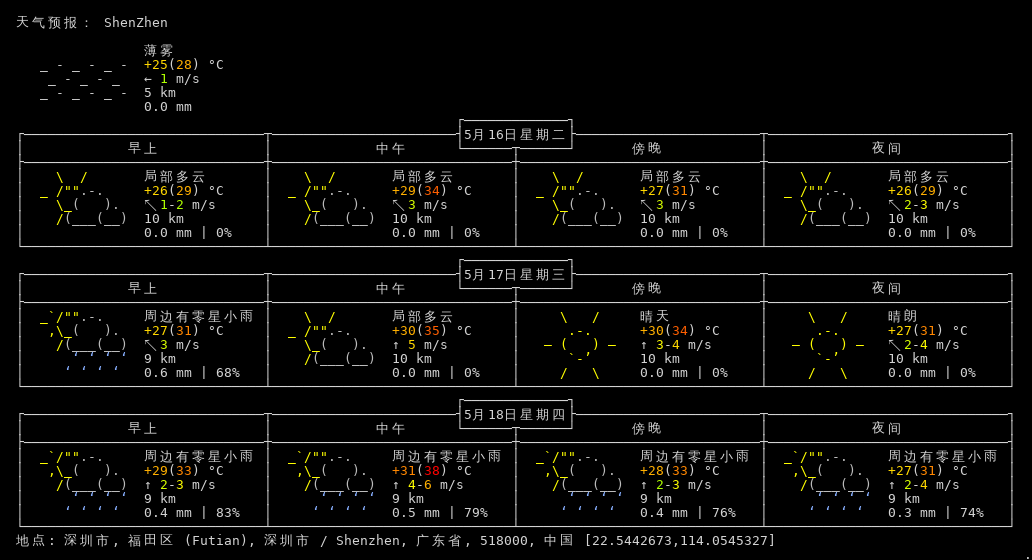 天气预报： ShenZhen
薄雾
+25(28) °C
← 1 m/s
5 km
0.0 mm
5月16日星期二
早上 中午 傍晚 夜间
局部多云 局部多云 局部多云 局部多云
+26(29) °C +29(34) °C +27(31) °C +26(29) °C
↖ 1-2 m/s ↖ 3 m/s ↖ 3 m/s ↖ 2-3 m/s
10 km 10 km 10 km 10 km
0.0 mm | 0% 0.0 mm | 0% 0.0 mm | 0% 0.0 mm | 0%
5月17日星期三
早上 中午 傍晚 夜间
周边有零星小雨 局部多云 晴天 晴朗
+27(31) °C +30(35) °C +30(34) °C +27(31) °C
↖ 3 m/s ↑ 5 m/s ↑ 3-4 m/s ↖ 2-4 m/s
9 km 10 km 10 km 10 km
0.6 mm | 68% 0.0 mm | 0% 0.0 mm | 0% 0.0 mm | 0%
5月18日星期四
早上 中午 傍晚 夜间
周边有零星小雨 周边有零星小雨 周边有零星小雨 周边有零星小雨
+29(33) °C +31(38) °C +28(33) °C +27(31) °C
↑ 2-3 m/s ↑ 4-6 m/s ↑ 2-3 m/s ↑ 2-4 m/s
9 km 9 km 9 km 9 km
0.4 mm | 83% 0.5 mm | 79% 0.4 mm | 76% 0.3 mm | 74%
地点: 深圳市, 福田区 (Futian), 深圳市 / Shenzhen, 广东省, 518000, 中国 [22.5442673,114.0545327]